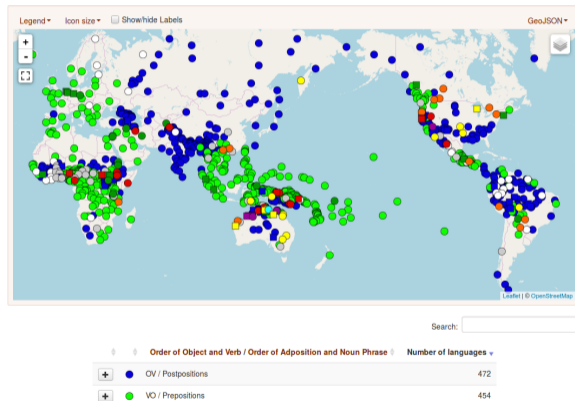 Legend Icon size Show/hide Labels GeoJSON
+
-
Leaflet | © OpenStreetMap
Search:
Order of Object and Verb / Order of Adposition and Noun Phrase Number of languages
+ OV / Postpositions 472
+ VO / Prepositions 454